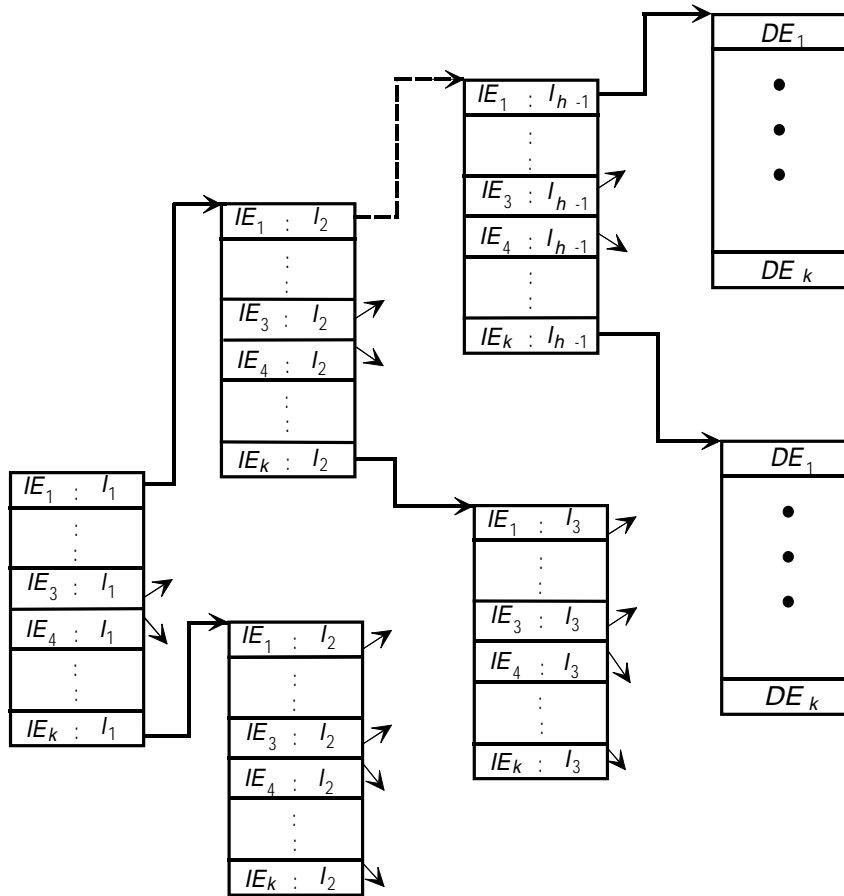 IE₁ : I₁
:
:
IE₃ : I₁
IE₄ : I₁
:
:
IEₖ : I₁
IE₁ : I₂
:
:
IE₃ : I₂
IE₄ : I₂
:
:
IEₖ : I₂
IE₁ : I₂
:
:
IE₃ : I₂
IE₄ : I₂
:
:
IEₖ : I₂
IE₁ : Iₕ₋₁
:
:
IE₃ : Iₕ₋₁
IE₄ : Iₕ₋₁
:
:
IEₖ : Iₕ₋₁
IE₁ : I₃
:
:
IE₃ : I₃
IE₄ : I₃
:
:
IEₖ : I₃
DE₁
•
•
•
DEₖ
DE₁
•
•
•
DEₖ